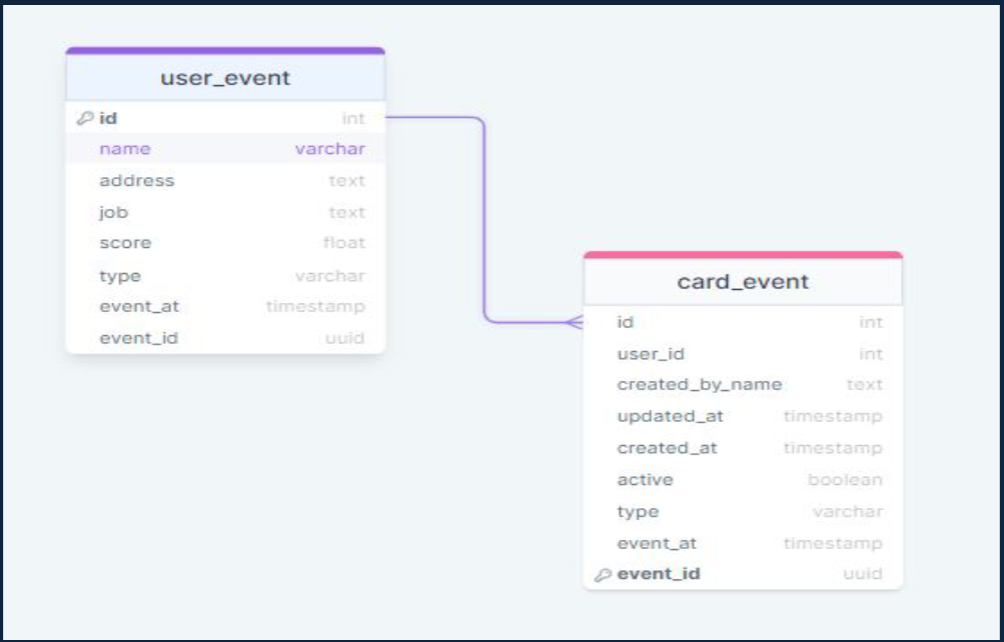 user_event
id int
name varchar
address text
job text
score float
type varchar
event_at timestamp
event_id uuid
card_event
id int
user_id int
created_by_name text
updated_at timestamp
created_at timestamp
active boolean
type varchar
event_at timestamp
event_id uuid